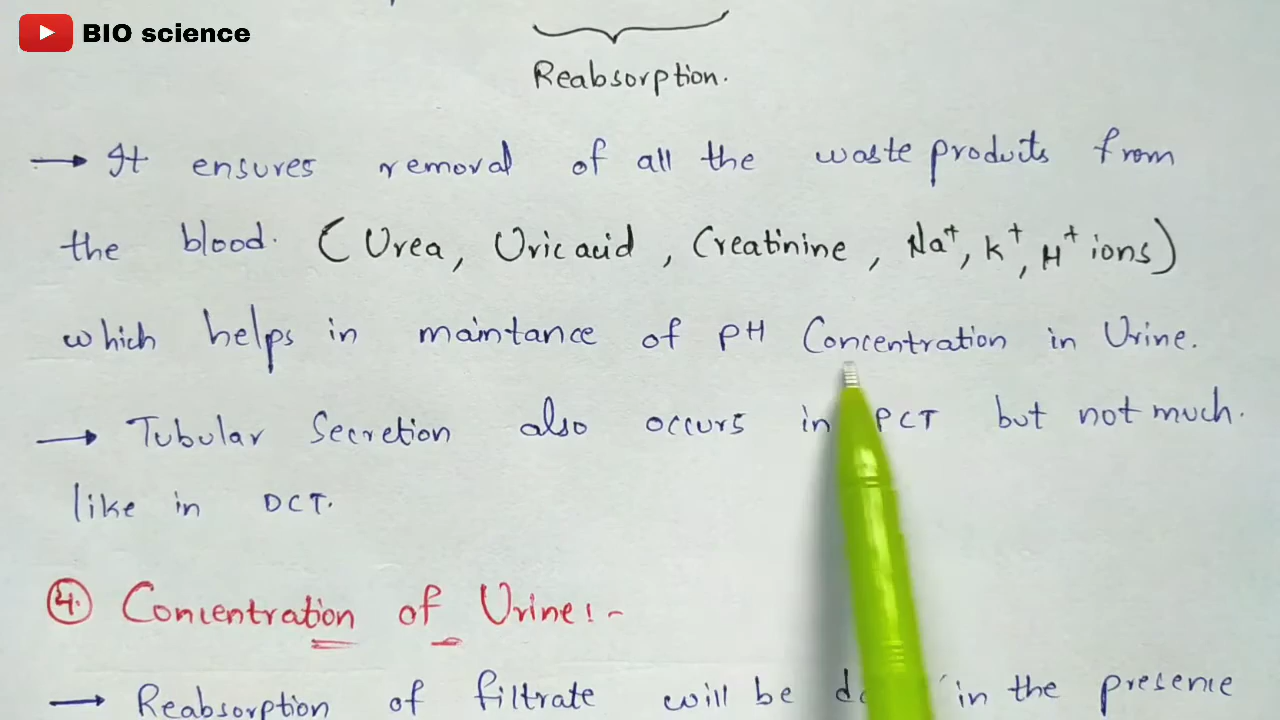 BIO science
Reabsorption.
→ It ensures removal of all the waste products from
the blood. (Urea, Uric acid, Creatinine, Na+, K+, H+ ions)
which helps in maintance of pH Concentration in Urine.
→ Tubular Secretion also occurs in PCT but not much.
like in DCT.
4. Concentration of Urine:-
→ Reabsorption of filtrate will be in the presence